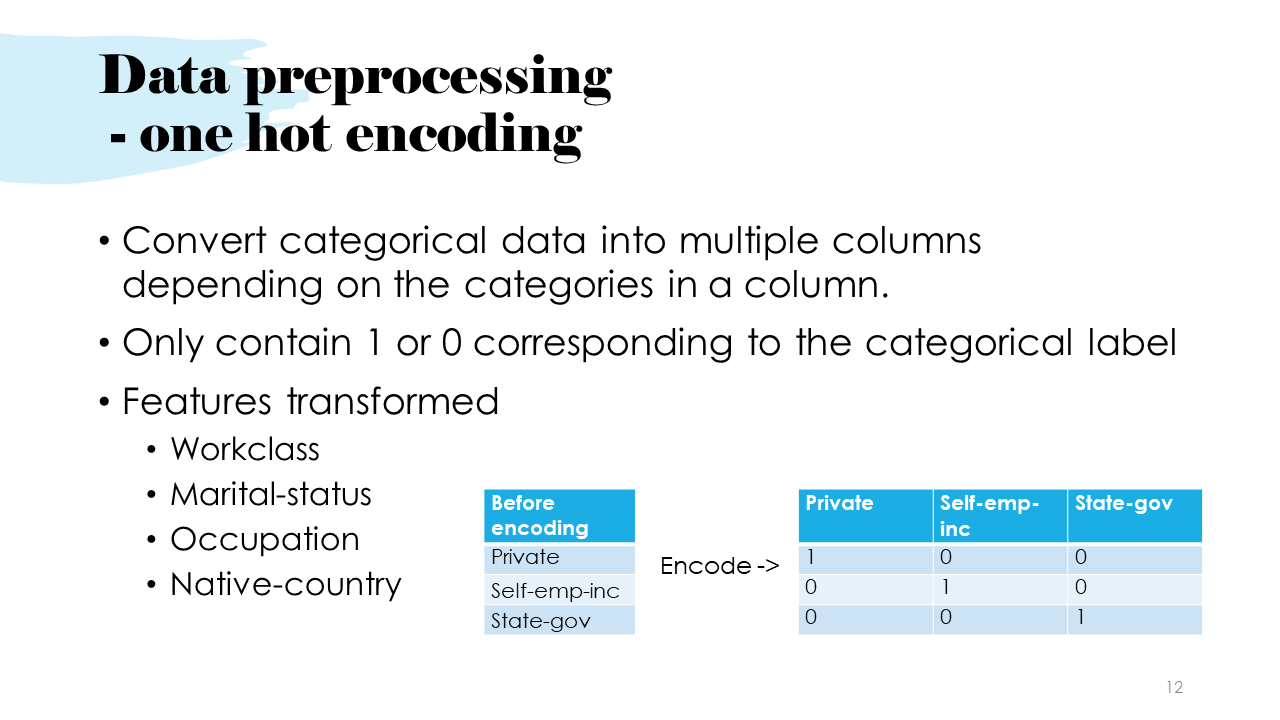 Data preprocessing
- one hot encoding
• Convert categorical data into multiple columns
depending on the categories in a column.
• Only contain 1 or 0 corresponding to the categorical label
• Features transformed
• Workclass
• Marital-status
• Occupation
• Native-country
Before
encoding
Private
Self-emp-inc
State-gov
Encode ->
Private Self-emp- State-gov
inc
1 0 0
0 1 0
0 0 1
12